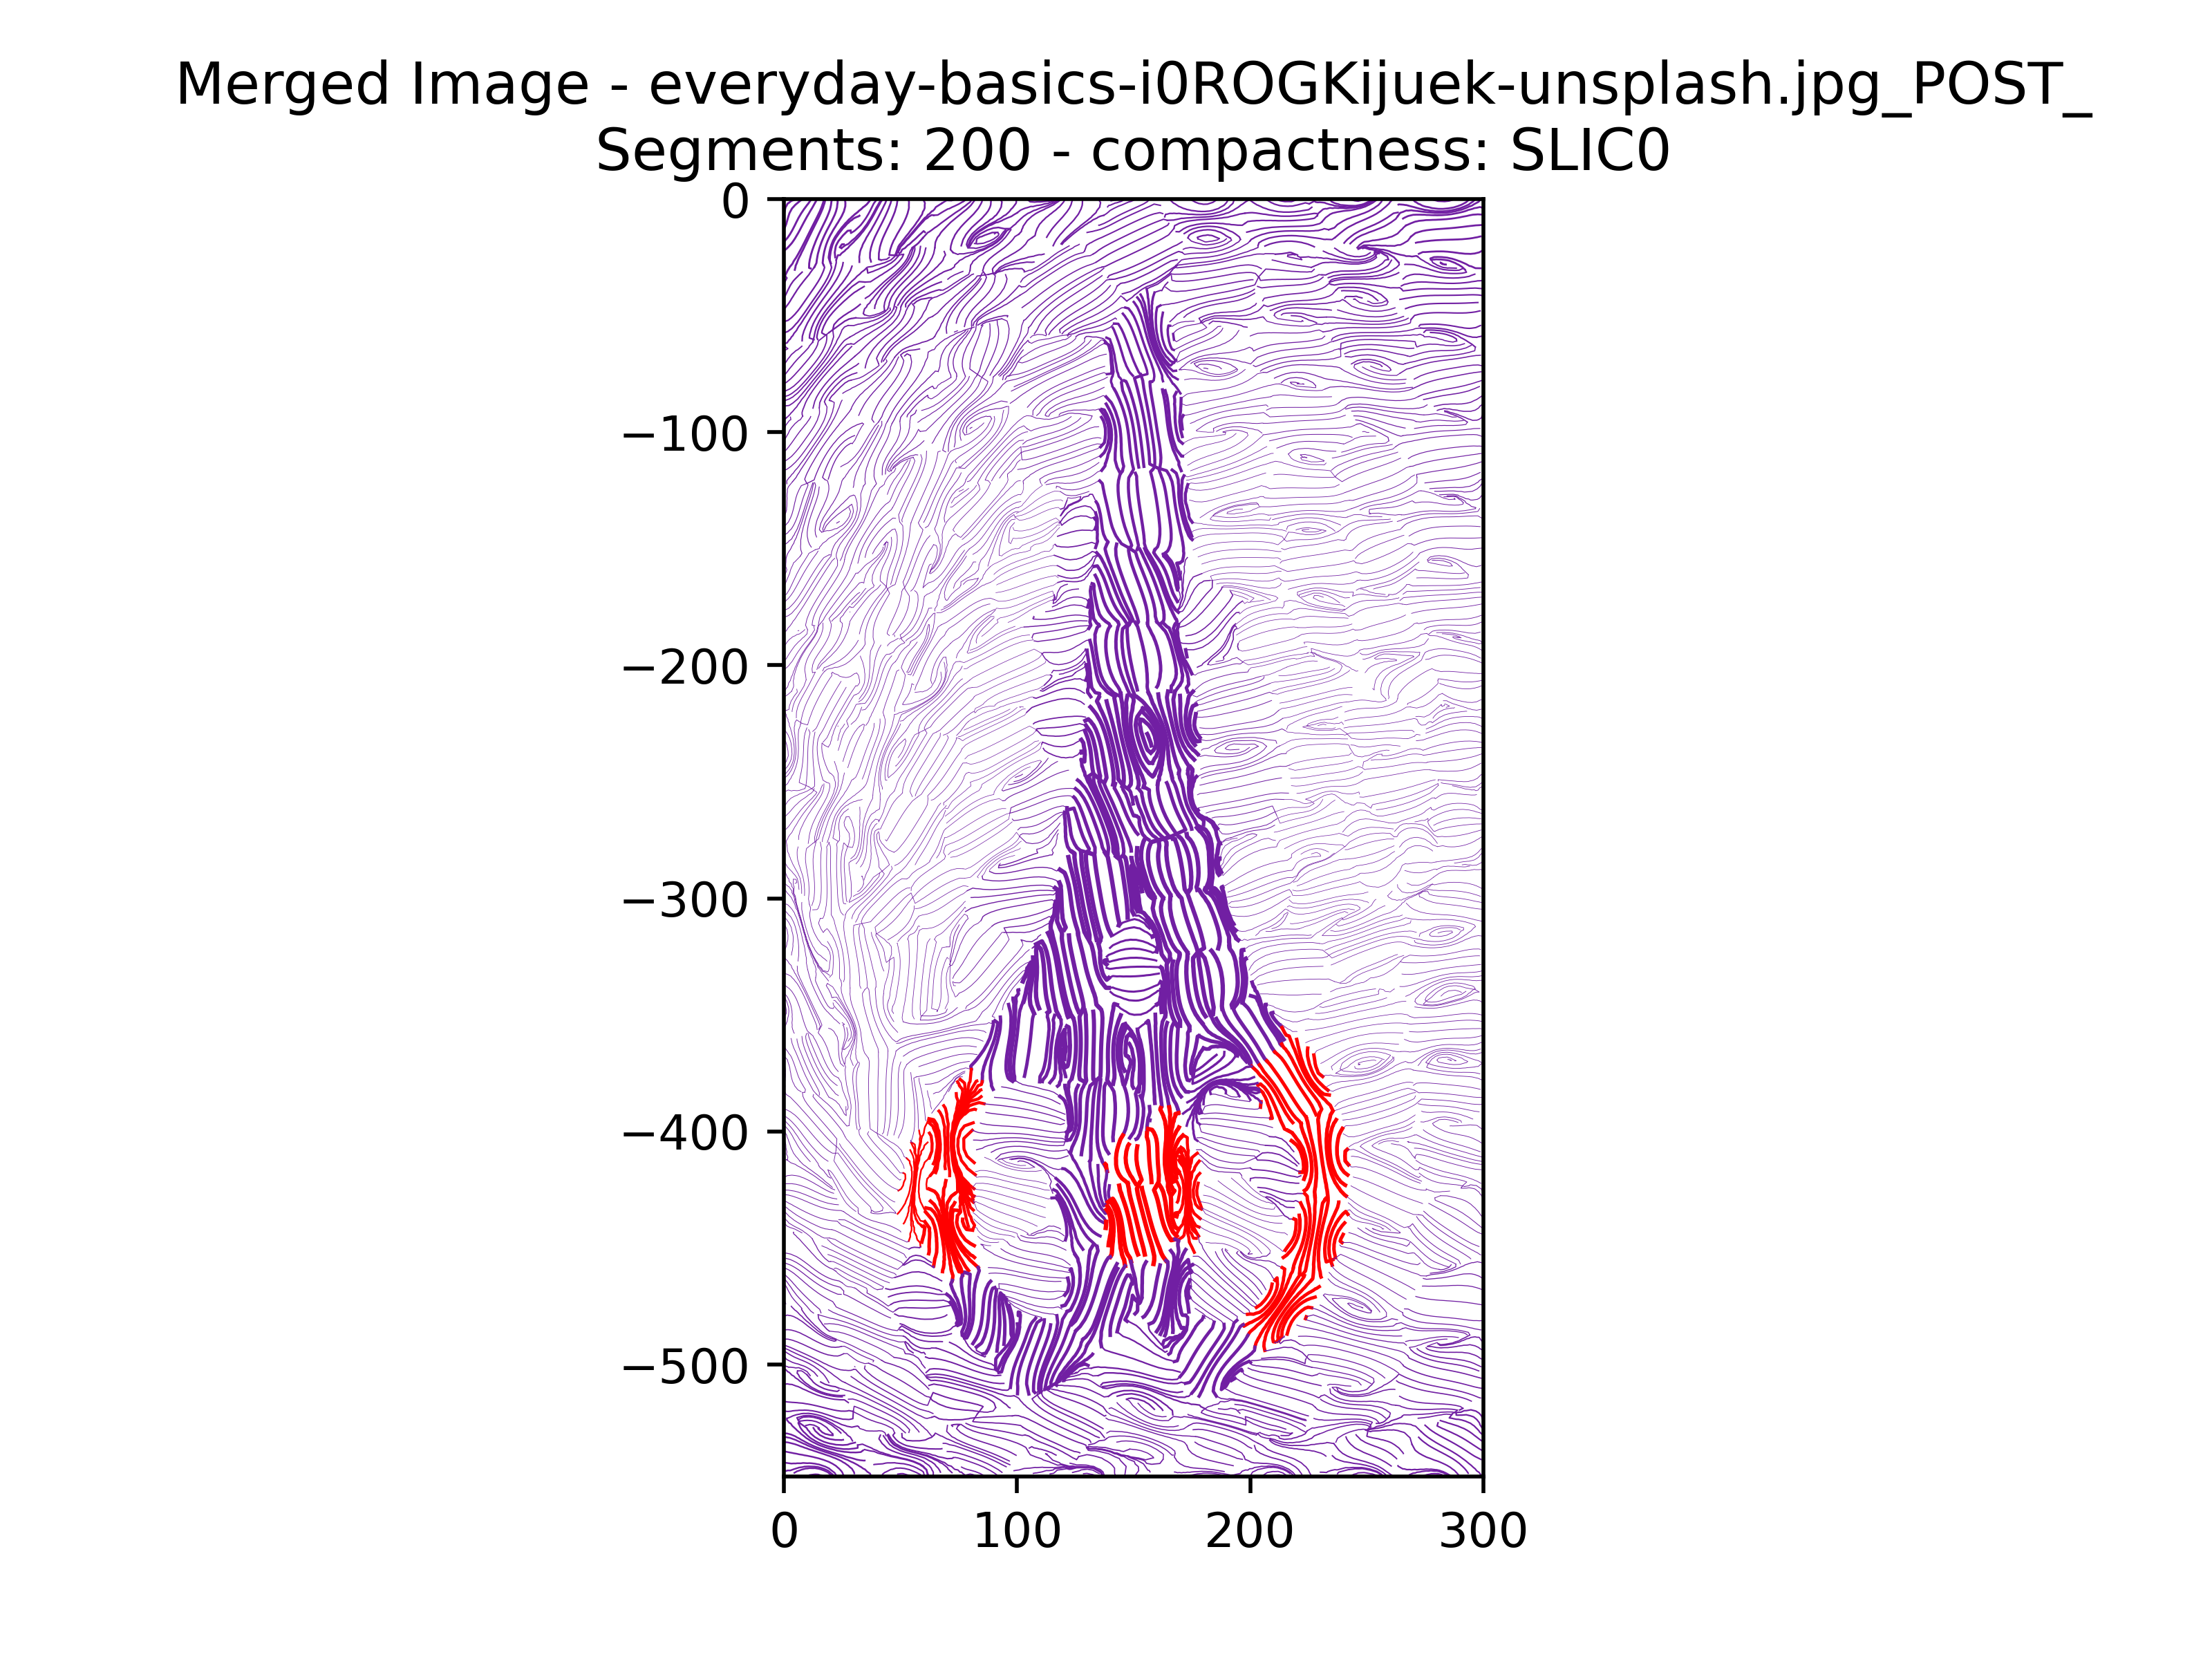 Merged Image - everyday-basics-i0ROGKijuek-unsplash.jpg_POST_
Segments: 200 - compactness: SLIC0
0
−100
−200
−300
−400
−500
0 100 200 300